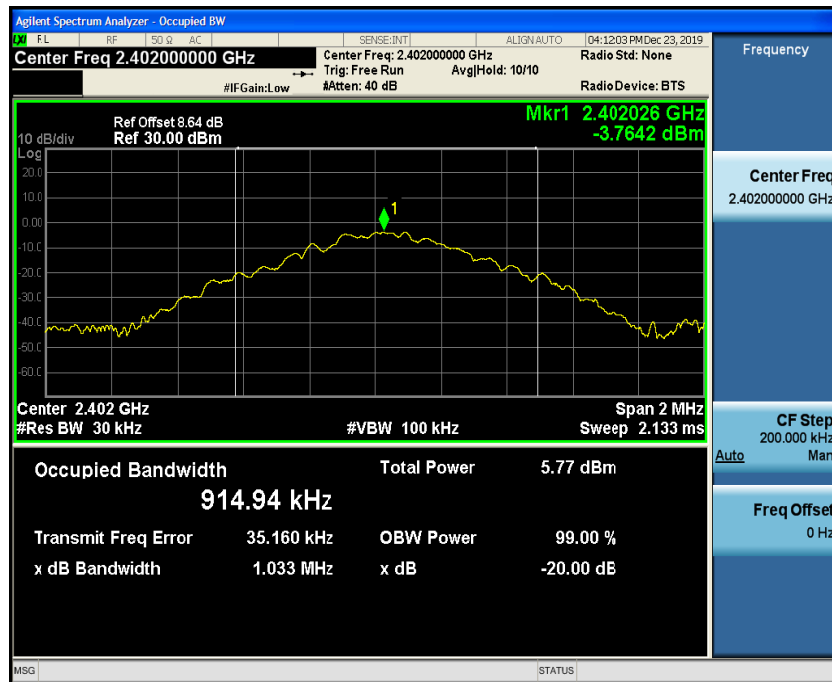 Agilent Spectrum Analyzer - Occupied BW
LXI RL RF 50 Ω AC SENSE:INT ALIGN AUTO 04:12:03 PM Dec 23, 2019
Center Freq 2.402000000 GHz
Center Freq: 2.402000000 GHz
Radio Std: None
Trig: Free Run Avg|Hold: 10/10
#IFGain:Low
#Atten: 40 dB
Radio Device: BTS
Frequency
Mkr1 2.402026 GHz
-3.7642 dBm
Ref Offset 8.64 dB
10 dB/div Ref 30.00 dBm
Log
20.0
10.0
0.00
-10.0
-20.0
-30.0
-40.0
-50.0
-60.0
1
Center Freq
2.402000000 GHz
Center 2.402 GHz Span 2 MHz
#Res BW 30 kHz #VBW 100 kHz Sweep 2.133 ms
CF Step
200.000 kHz
Auto Man
Occupied Bandwidth Total Power 5.77 dBm
914.94 kHz
Transmit Freq Error 35.160 kHz OBW Power 99.00 %
x dB Bandwidth 1.033 MHz x dB -20.00 dB
Freq Offset
0 Hz
MSG STATUS